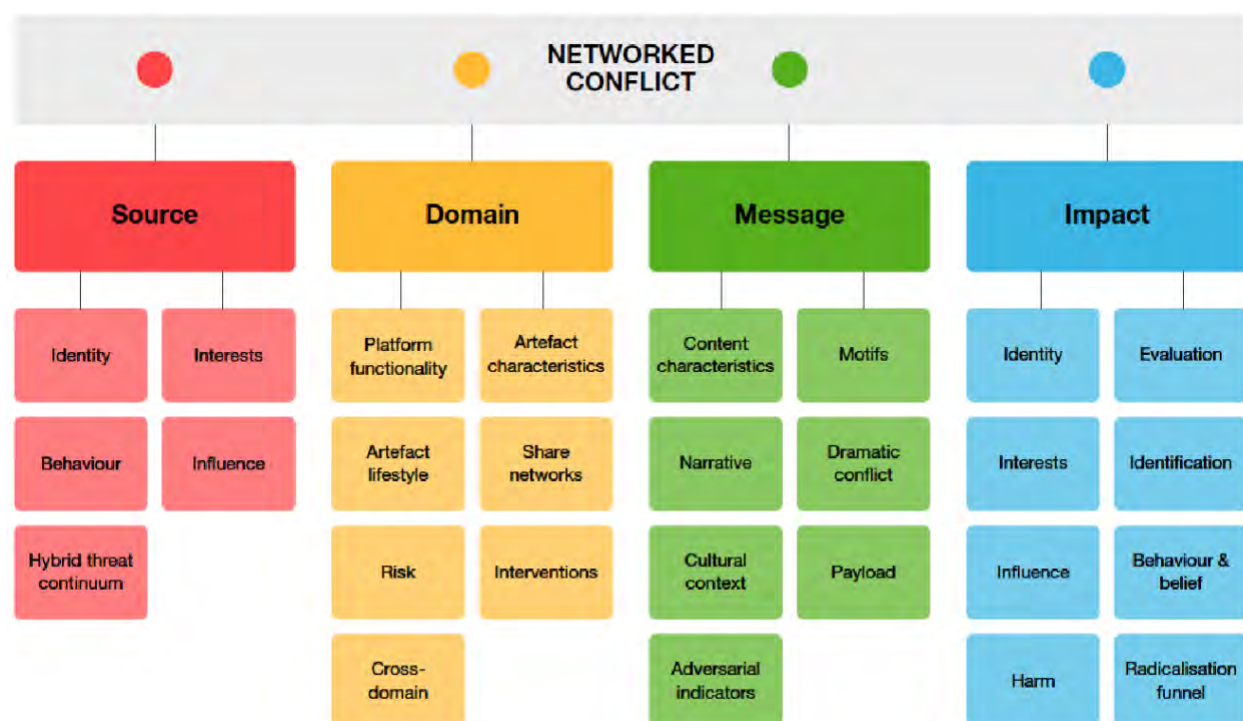 NETWORKED
CONFLICT
Source
Domain
Message
Impact
Identity
Interests
Behaviour
Influence
Hybrid threat
continuum
Platform
functionality
Artefact
characteristics
Artefact
lifestyle
Share
networks
Risk
Interventions
Cross-
domain
Content
characteristics
Motifs
Narrative
Dramatic
conflict
Cultural
context
Payload
Adversarial
indicators
Identity
Evaluation
Interests
Identification
Influence
Behaviour &
belief
Harm
Radicalisation
funnel